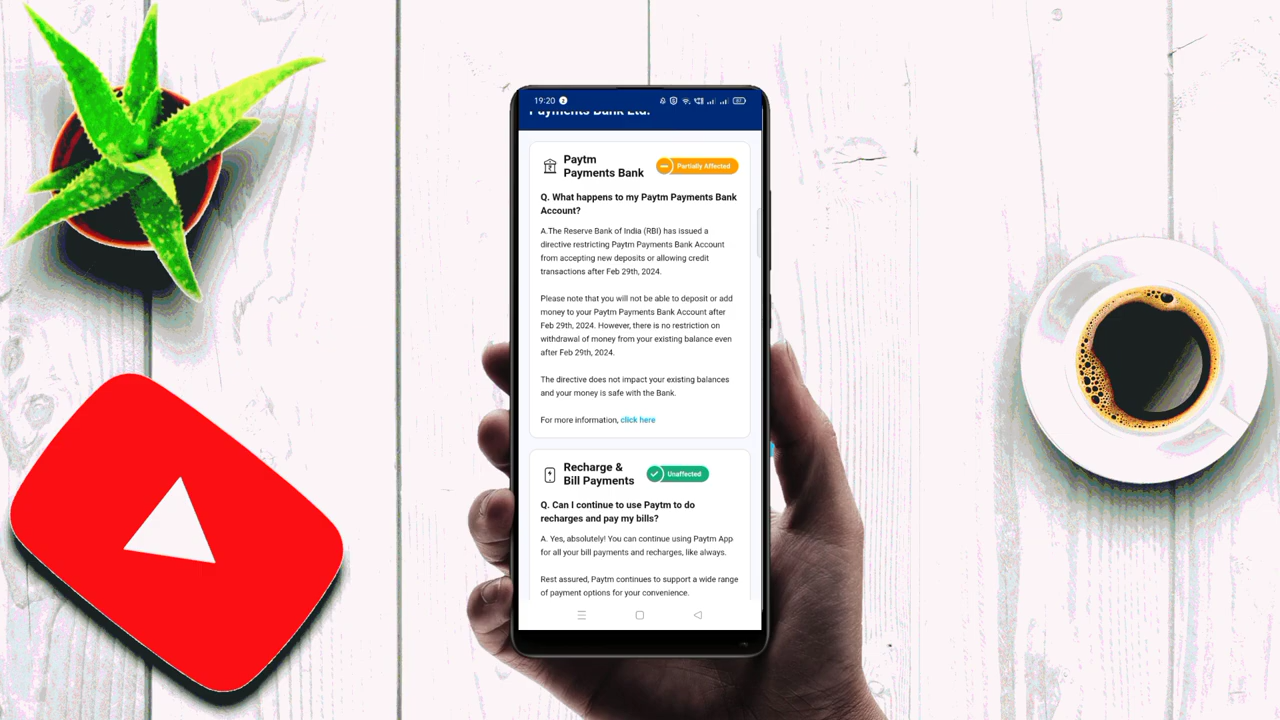 19:20
Payments Bank Ltd.
Paytm
Payments Bank
Partially Affected
Q. What happens to my Paytm Payments Bank
Account?
A.The Reserve Bank of India (RBI) has issued a
directive restricting Paytm Payments Bank Account
from accepting new deposits or allowing credit
transactions after Feb 29th, 2024.
Please note that you will not be able to deposit or add
money to your Paytm Payments Bank Account after
Feb 29th, 2024. However, there is no restriction on
withdrawal of money from your existing balance even
after Feb 29th, 2024.
The directive does not impact your existing balances
and your money is safe with the Bank.
For more information, click here
Recharge &
Bill Payments
Unaffected
Q. Can I continue to use Paytm to do
recharges and pay my bills?
A. Yes, absolutely! You can continue using Paytm App
for all your bill payments and recharges, like always.
Rest assured, Paytm continues to support a wide range
of payment options for your convenience.